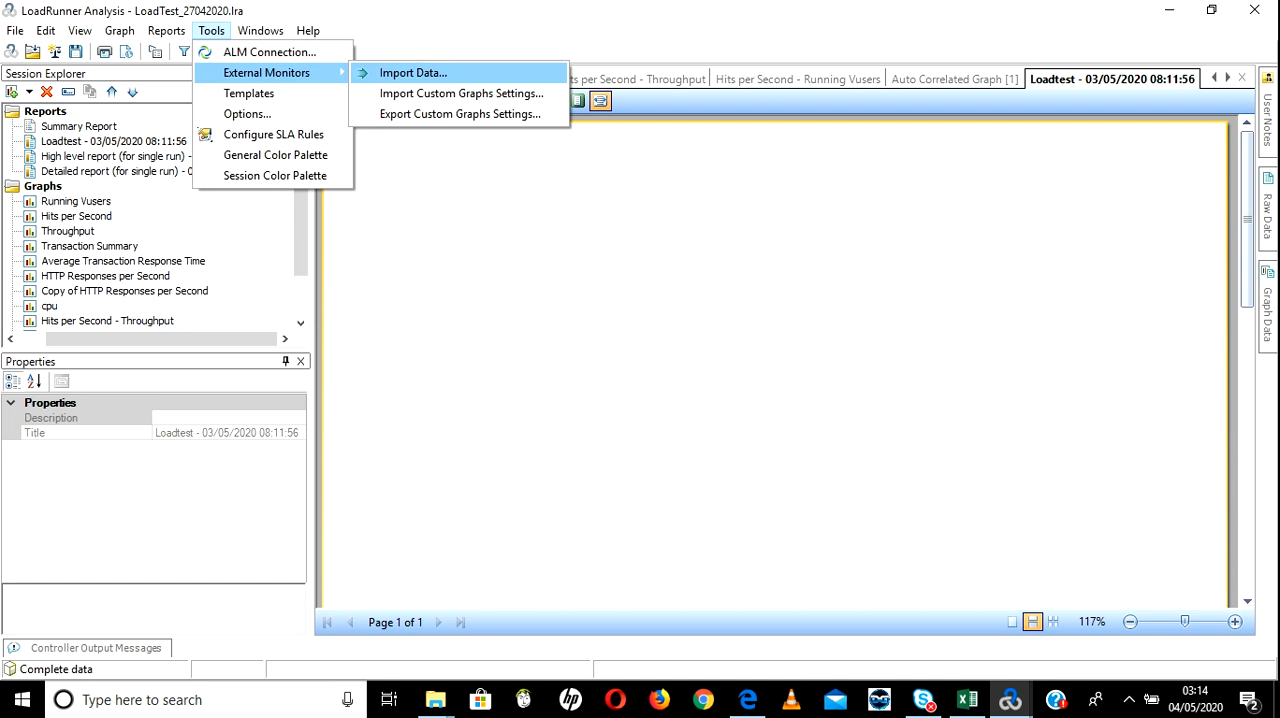 LoadRunner Analysis - LoadTest_27042020.lra
File Edit View Graph Reports Tools Windows Help
ALM Connection...
External Monitors
Templates
Options...
Configure SLA Rules
General Color Palette
Session Color Palette
Import Data...
Import Custom Graphs Settings...
Export Custom Graphs Settings...
ts per Second - Throughput
Hits per Second - Running Vusers
Auto Correlated Graph [1]
Loadtest - 03/05/2020 08:11:56
Session Explorer
Reports
Summary Report
Loadtest - 03/05/2020 08:11:56
High level report (for single run) -
Detailed report (for single run) - 0
Graphs
Running Vusers
Hits per Second
Throughput
Transaction Summary
Average Transaction Response Time
HTTP Responses per Second
Copy of HTTP Responses per Second
cpu
Hits per Second - Throughput
Properties
Properties
Description
Title Loadtest - 03/05/2020 08:11:56
User Notes
Raw Data
Graph Data
Page 1 of 1
117%
Controller Output Messages
Complete data
Type here to search
03:14
04/05/2020
2